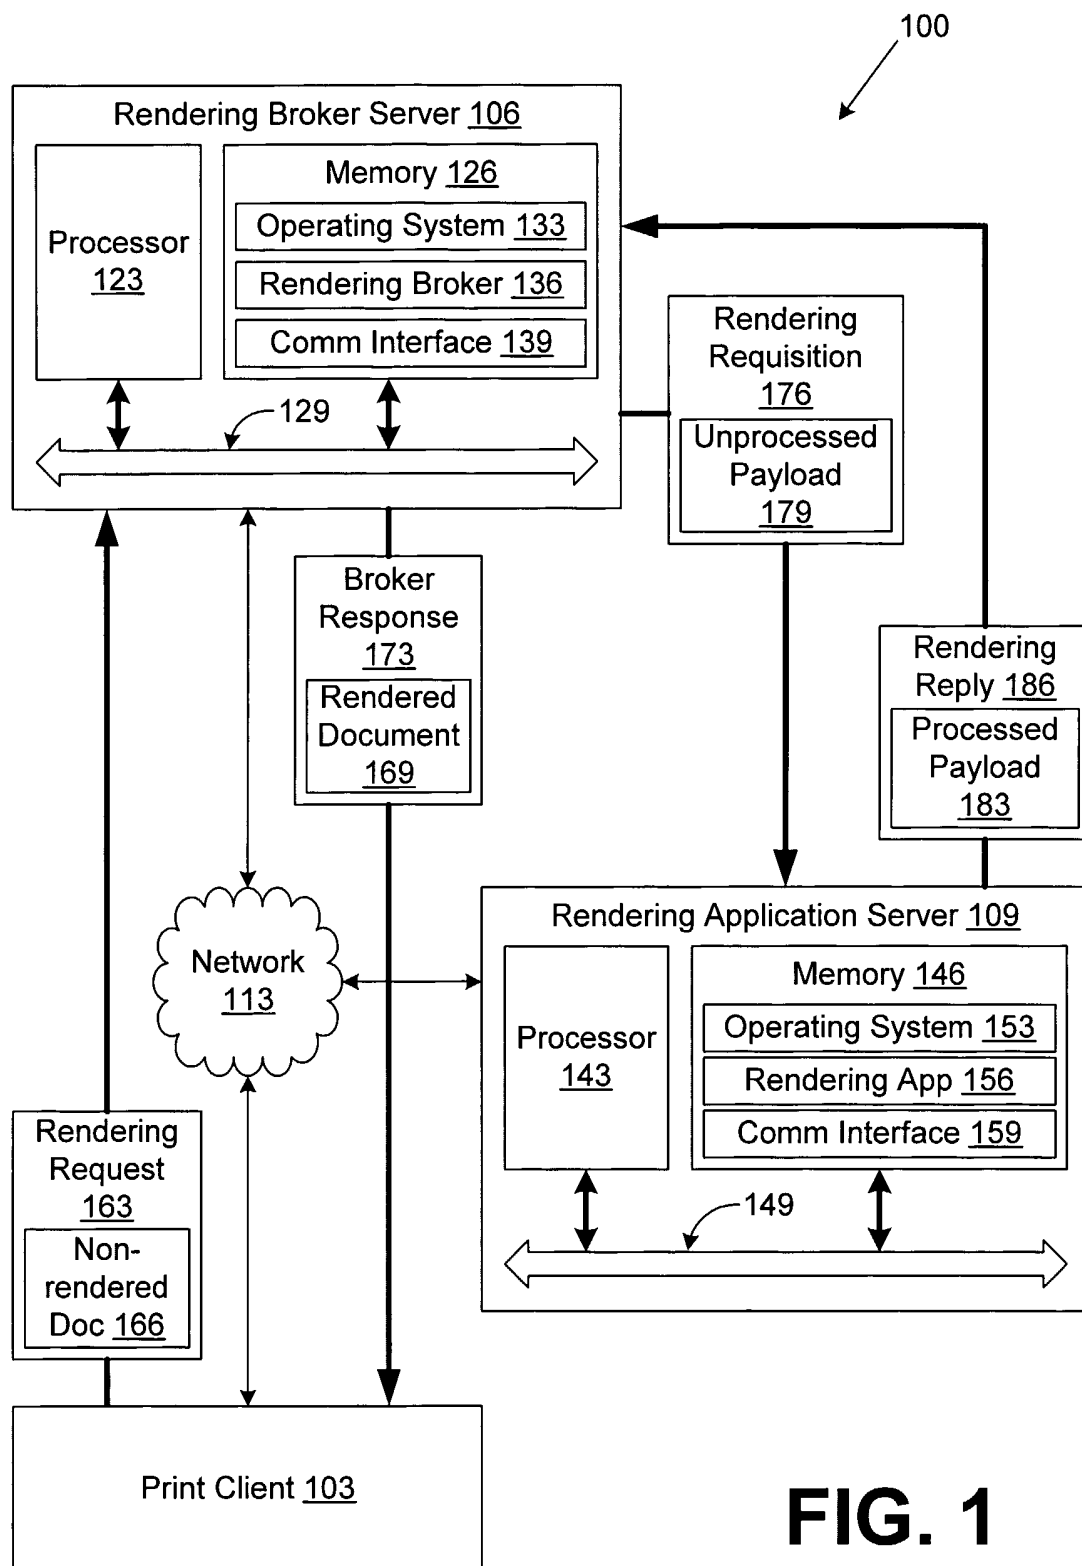 100
Rendering Broker Server 106
Processor
123
Memory 126
Operating System 133
Rendering Broker 136
Comm Interface 139
129
Rendering
Requisition
176
Unprocessed
Payload
179
Broker
Response
173
Rendered
Document
169
Rendering
Reply 186
Processed
Payload
183
Network
113
Rendering Application Server 109
Processor
143
Memory 146
Operating System 153
Rendering App 156
Comm Interface 159
149
Rendering
Request
163
Non-
rendered
Doc 166
Print Client 103
FIG. 1